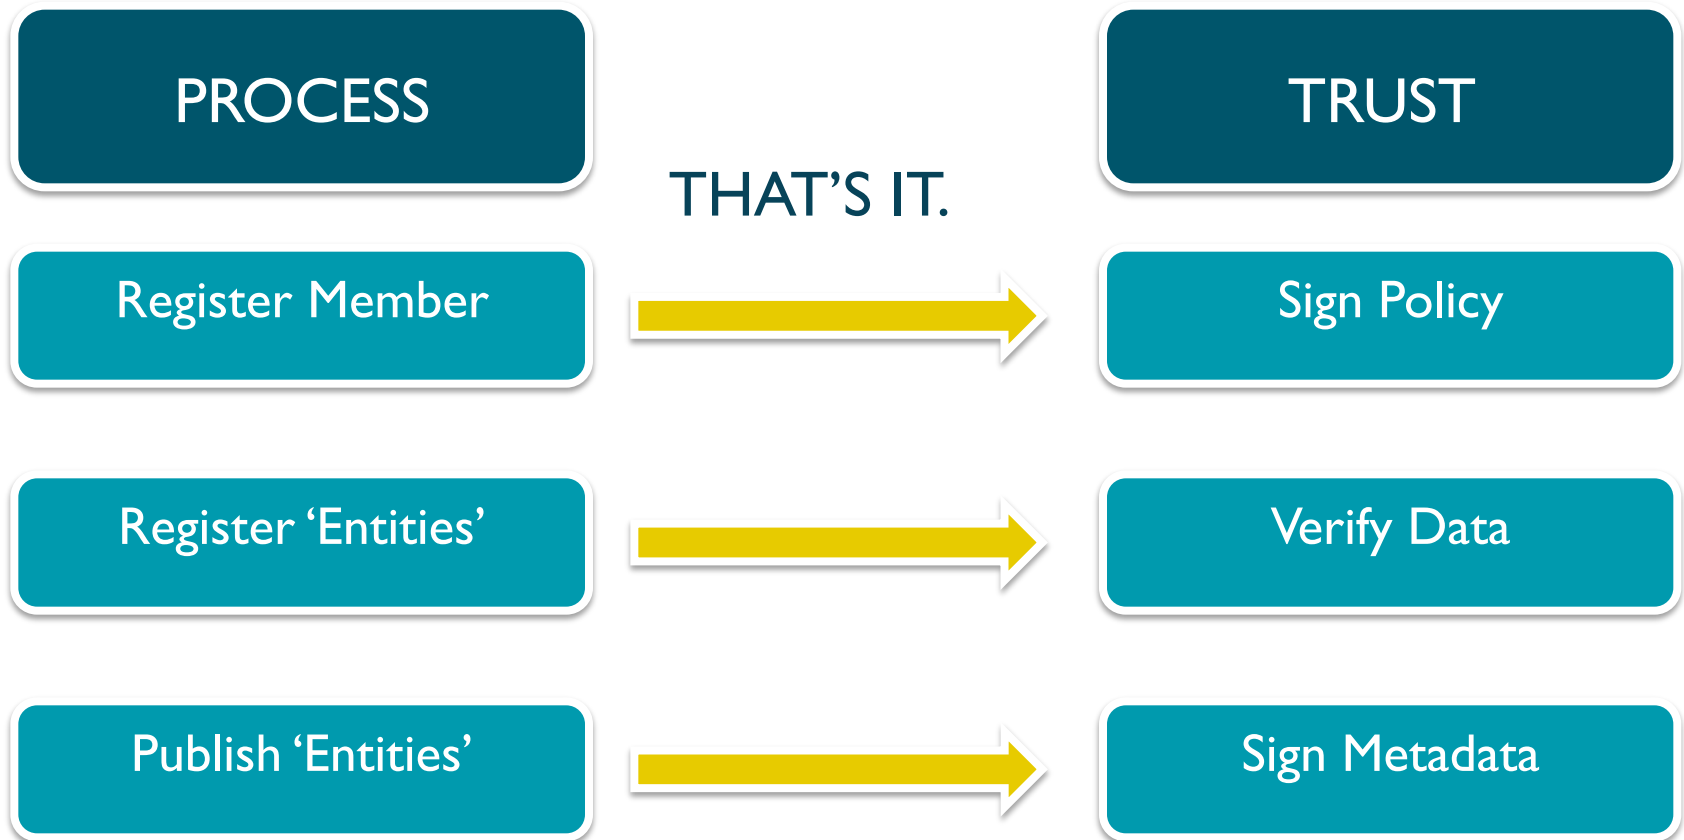 PROCESS
TRUST
THAT’S IT.
Register Member
Sign Policy
Register ‘Entities’
Verify Data
Publish ‘Entities’
Sign Metadata